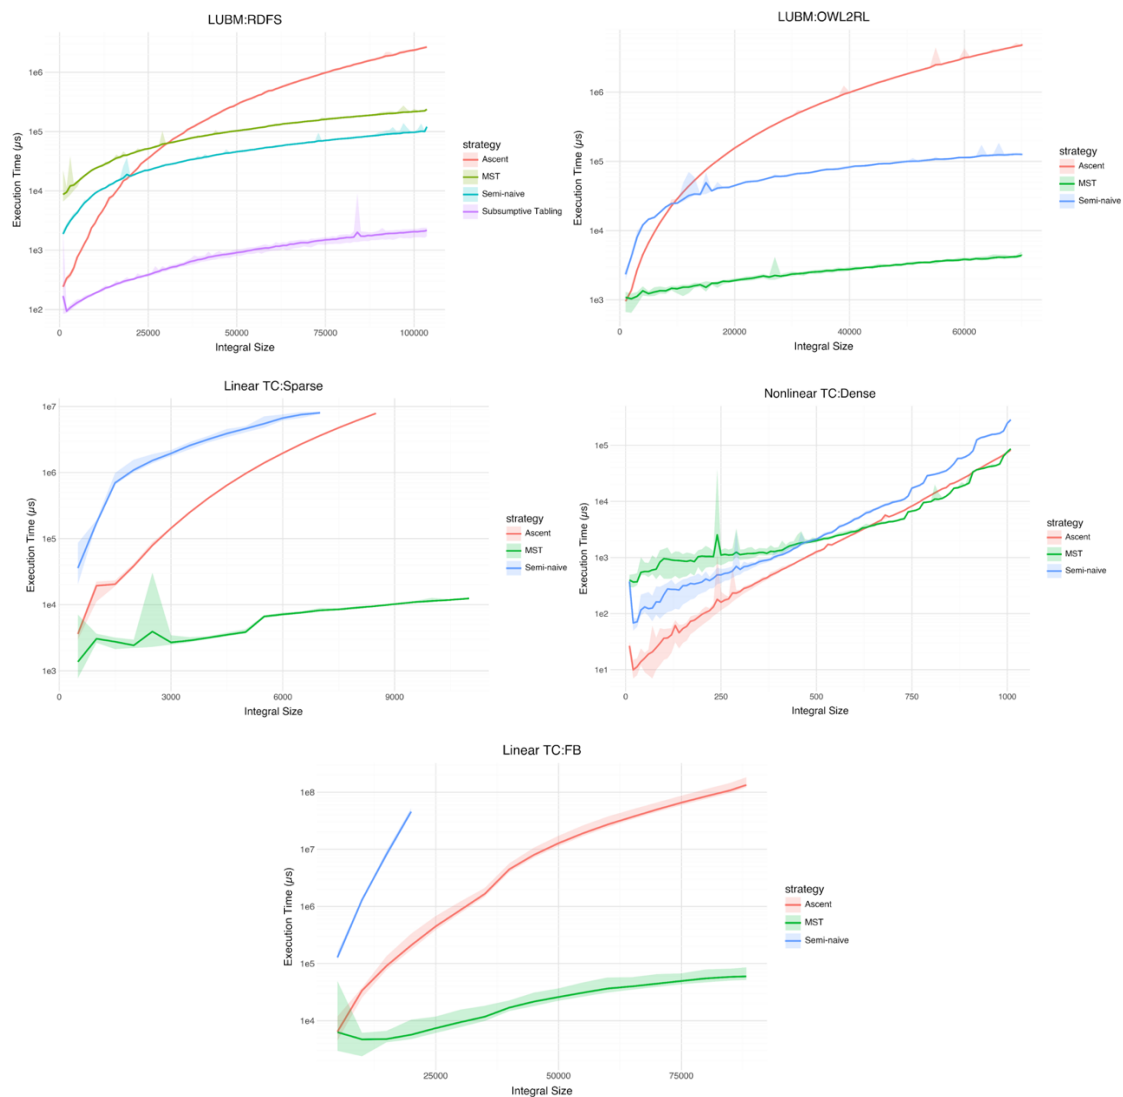 LUBM:RDFS
Execution Time (µs)
1e6
1e5
1e4
1e3
1e2
0 25000 50000 75000 100000
Integral Size
strategy
Ascent
MST
Semi-naive
Subsumptive Tabling
LUBM:OWL2RL
Execution Time (µs)
1e6
1e5
1e4
1e3
0 20000 40000 60000
Integral Size
strategy
Ascent
MST
Semi-naive
Linear TC:Sparse
Execution Time (µs)
1e7
1e6
1e5
1e4
1e3
0 3000 6000 9000
Integral Size
strategy
Ascent
MST
Semi-naive
Nonlinear TC:Dense
Execution Time (µs)
1e5
1e4
1e3
1e2
1e1
0 250 500 750 1000
Integral Size
strategy
Ascent
MST
Semi-naive
Linear TC:FB
Execution Time (µs)
1e8
1e7
1e6
1e5
1e4
25000 50000 75000
Integral Size
strategy
Ascent
MST
Semi-naive